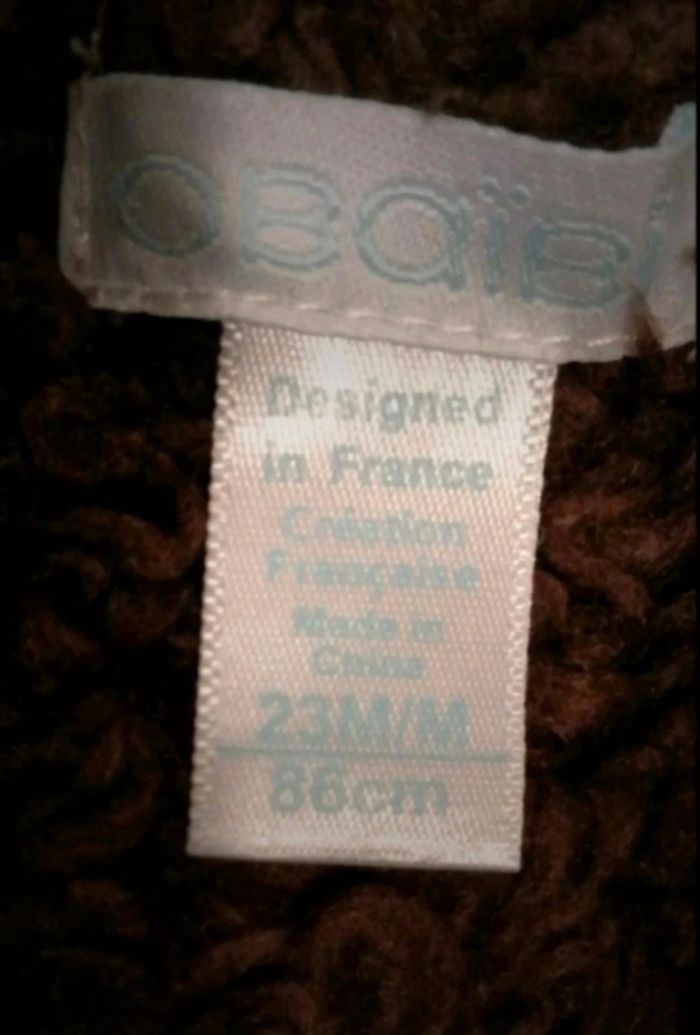 OBaïBI
Designed
in France
Création
Française
Made in
China
23M/M
86cm